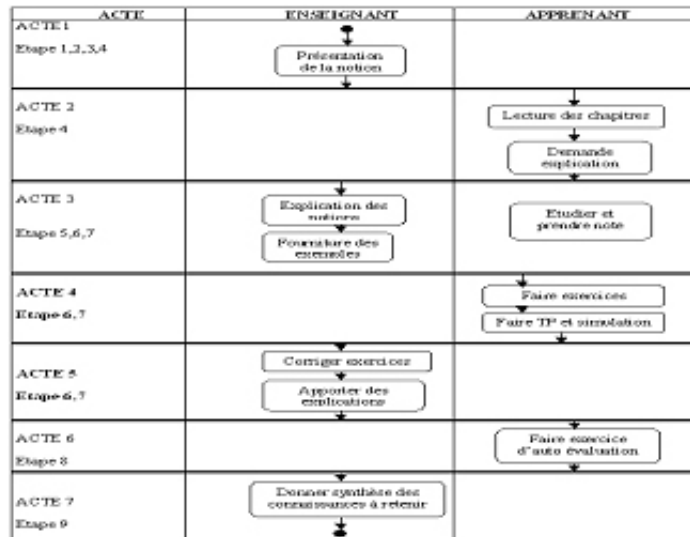 ACTE ENSEIGNANT APPRENANT
ACTE 1
Etape 1,2,3,4
Présentation
de la notion
ACTE 2
Etape 4
Lecture des chapitres
Demande
explication
ACTE 3
Etape 5,6,7
Explication des
notions
Fourniture des
exemples
Etudier et
prendre note
ACTE 4
Etape 6,7
Faire exercices
Faire TP et simulation
ACTE 5
Etape 6,7
Corriger exercices
Apporter des
explications
ACTE 6
Etape 8
Faire exercice
d'auto évaluation
ACTE 7
Etape 9
Donner synthèse des
connaissances à retenir